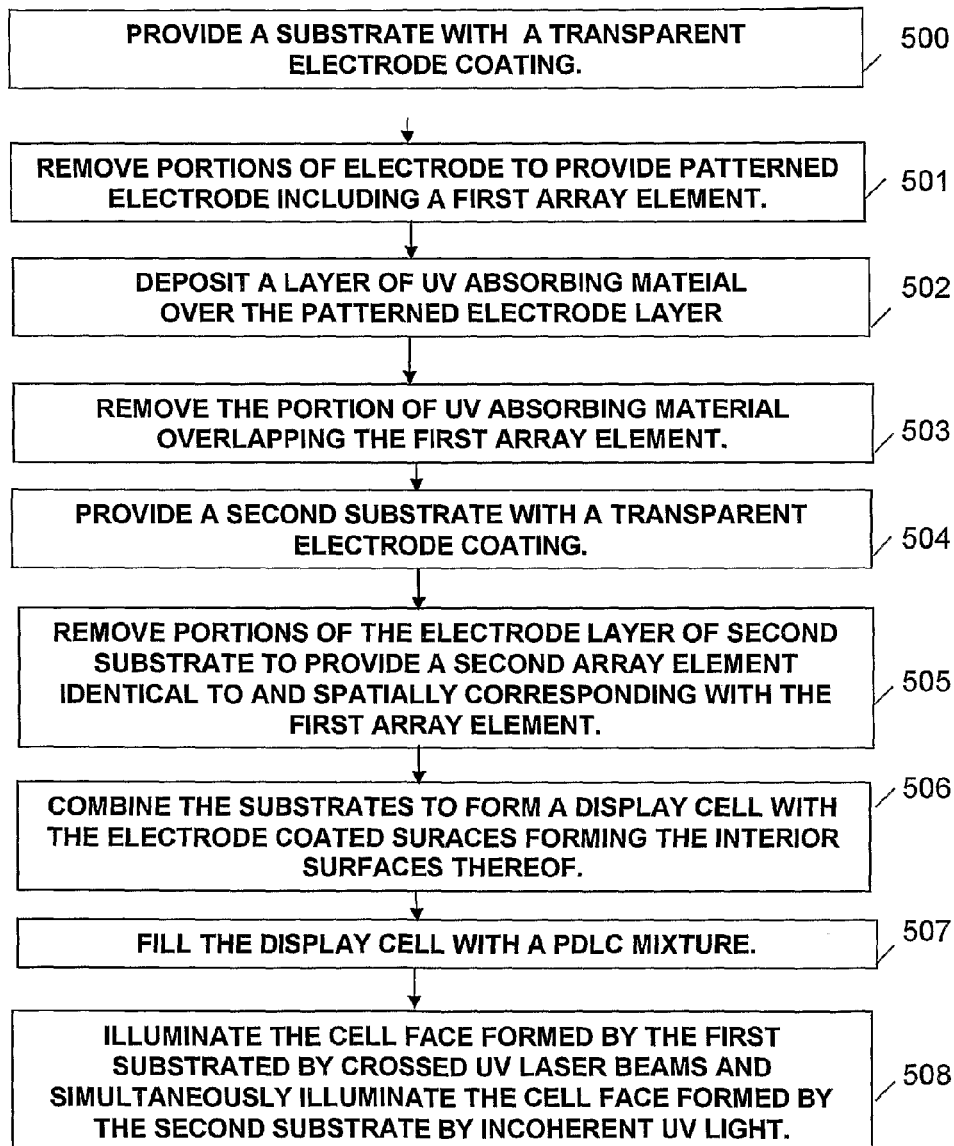 PROVIDE A SUBSTRATE WITH A TRANSPARENT
ELECTRODE COATING.
500
REMOVE PORTIONS OF ELECTRODE TO PROVIDE PATTERNED
ELECTRODE INCLUDING A FIRST ARRAY ELEMENT.
501
DEPOSIT A LAYER OF UV ABSORBING MATEIAL
OVER THE PATTERNED ELECTRODE LAYER
502
REMOVE THE PORTION OF UV ABSORBING MATERIAL
OVERLAPPING THE FIRST ARRAY ELEMENT.
503
PROVIDE A SECOND SUBSTRATE WITH A TRANSPARENT
ELECTRODE COATING.
504
REMOVE PORTIONS OF THE ELECTRODE LAYER OF SECOND
SUBSTRATE TO PROVIDE A SECOND ARRAY ELEMENT
IDENTICAL TO AND SPATIALLY CORRESPONDING WITH THE
FIRST ARRAY ELEMENT.
505
COMBINE THE SUBSTRATES TO FORM A DISPLAY CELL WITH
THE ELECTRODE COATED SURACES FORMING THE INTERIOR
SURFACES THEREOF.
506
FILL THE DISPLAY CELL WITH A PDLC MIXTURE.
507
ILLUMINATE THE CELL FACE FORMED BY THE FIRST
SUBSTRATED BY CROSSED UV LASER BEAMS AND
SIMULTANEOUSLY ILLUMINATE THE CELL FACE FORMED BY
THE SECOND SUBSTRATE BY INCOHERENT UV LIGHT.
508